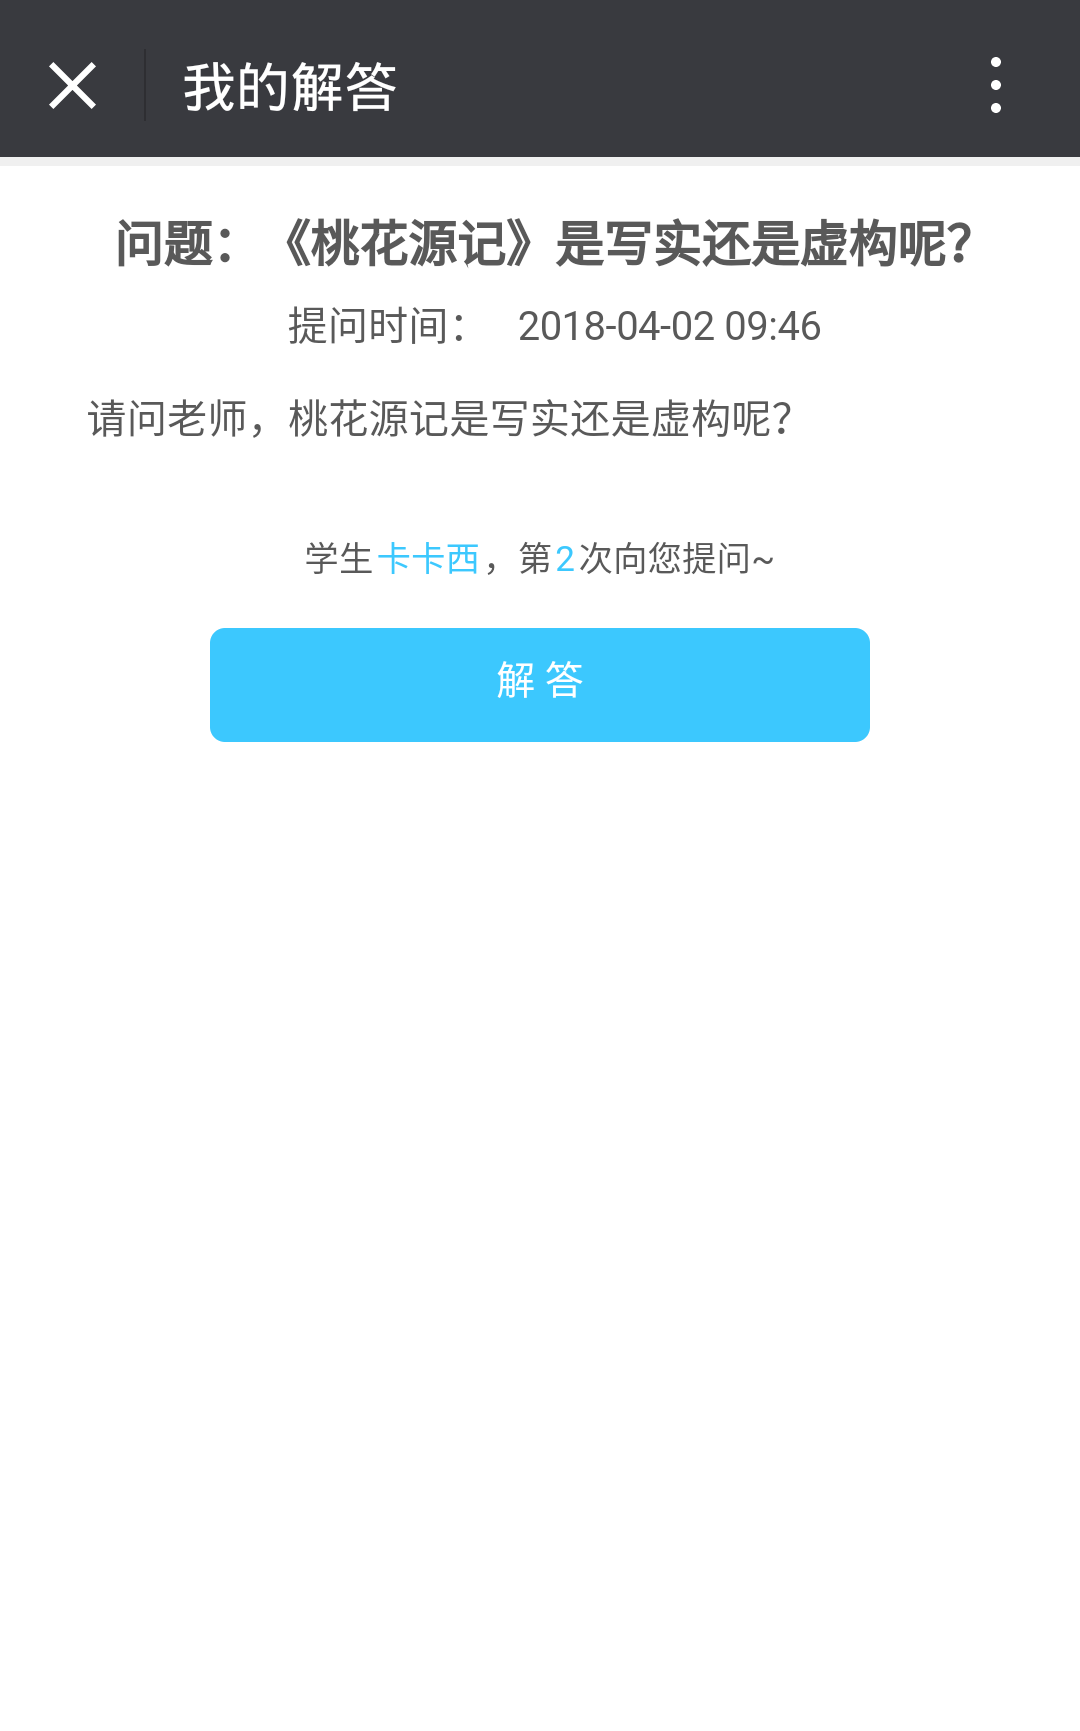 我的解答
问题：《桃花源记》是写实还是虚构呢？
提问时间： 2018-04-02 09:46
请问老师，桃花源记是写实还是虚构呢？
学生卡卡西，第2次向您提问~
解 答